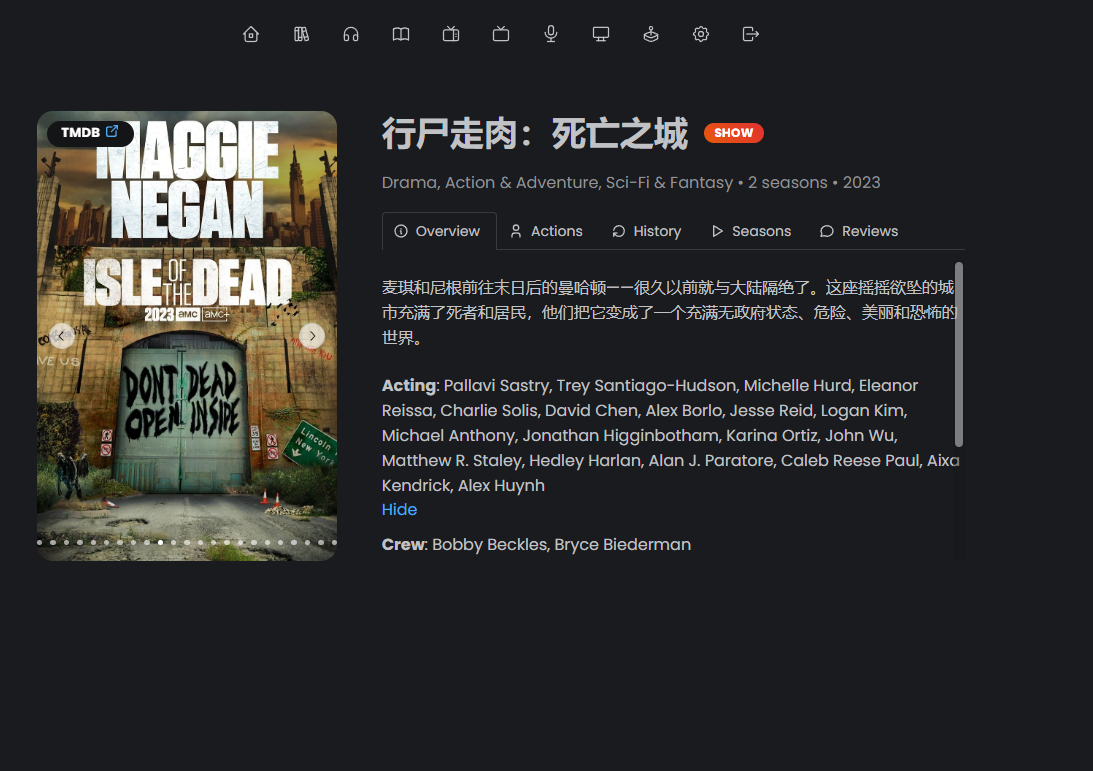 TMDB
MAGGIE
NEGAN
ISLE OF THE DEAD
2023 amc amc+
DONT DEAD
OPEN INSIDE
VE US
Lincoln
New York
行尸走肉：死亡之城 SHOW
Drama, Action & Adventure, Sci-Fi & Fantasy • 2 seasons • 2023
Overview Actions History Seasons Reviews
麦琪和尼根前往末日后的曼哈顿——很久以前就与大陆隔绝了。这座摇摇欲坠的城
市充满了死者和居民，他们把它变成了一个充满无政府状态、危险、美丽和恐怖的
世界。
Acting: Pallavi Sastry, Trey Santiago-Hudson, Michelle Hurd, Eleanor
Reissa, Charlie Solis, David Chen, Alex Borlo, Jesse Reid, Logan Kim,
Michael Anthony, Jonathan Higginbotham, Karina Ortiz, John Wu,
Matthew R. Staley, Hedley Harlan, Alan J. Paratore, Caleb Reese Paul, Aixa
Kendrick, Alex Huynh
Hide
Crew: Bobby Beckles, Bryce Biederman